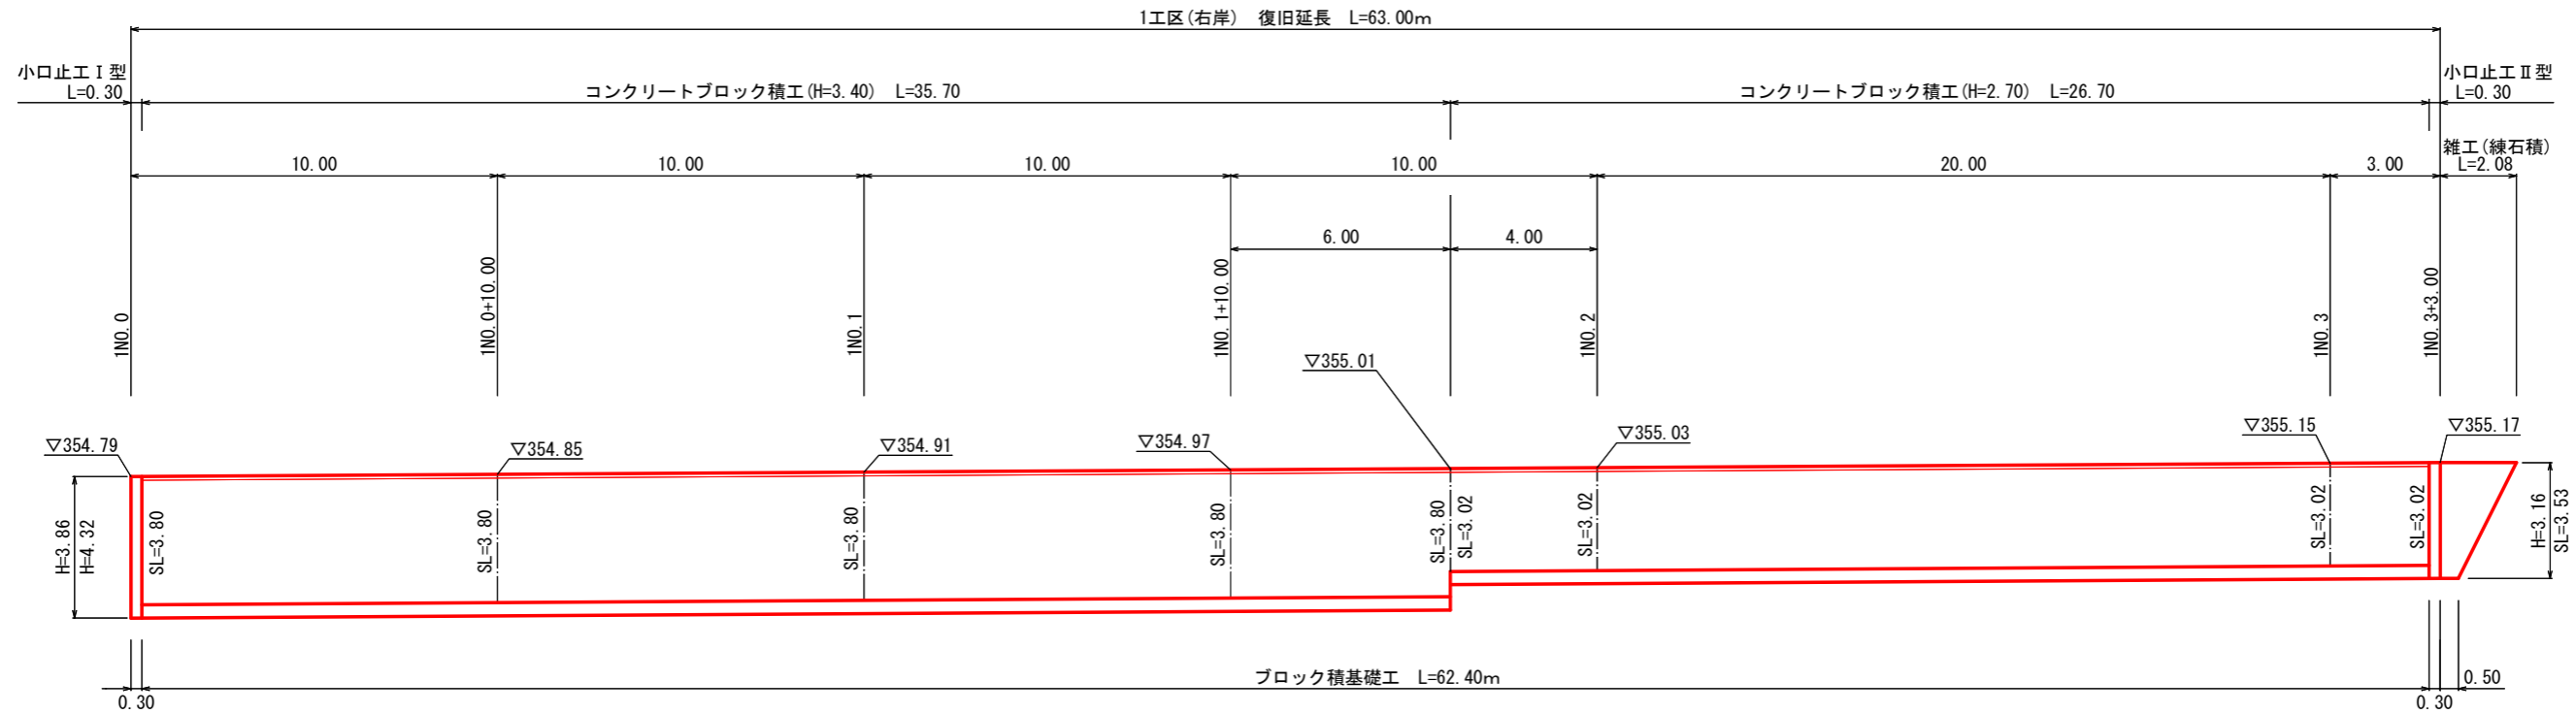 1工区(右岸) 復旧延長 L=63.00m
小口止工Ⅰ型
L=0.30
コンクリートブロック積工(H=3.40) L=35.70
コンクリートブロック積工(H=2.70) L=26.70
小口止工Ⅱ型
L=0.30
10.00
10.00
10.00
10.00
20.00
3.00
雑工(練石積)
L=2.08
6.00
4.00
1NO.0
1NO.0+10.00
1NO.1
1NO.1+10.00
1NO.2
1NO.3
1NO.3+3.00
▽354.79
▽354.85
▽354.91
▽354.97
▽355.01
▽355.03
▽355.15
▽355.17
H=3.86
H=4.32
SL=3.80
SL=3.80
SL=3.80
SL=3.80
SL=3.80
SL=3.02
SL=3.02
SL=3.02
SL=3.02
H=3.16
SL=3.53
ブロック積基礎工 L=62.40m
0.30
0.30
0.50